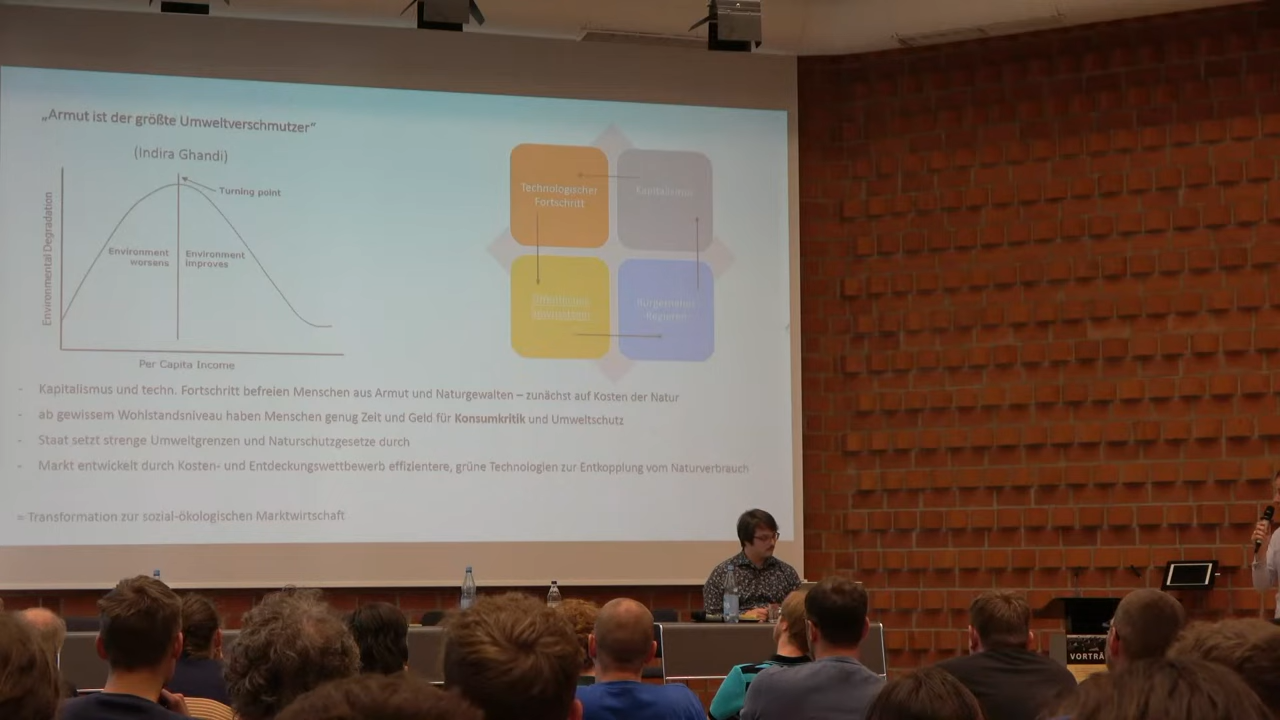 „Armut ist der größte Umweltverschmutzer“
(Indira Ghandi)
Environmental Degradation
Turning point
Environment
worsens
Environment
improves
Per Capita Income
Technologischer
Fortschritt
Kapitalismus
- Kapitalismus und techn. Fortschritt befreien Menschen aus Armut und Naturgewalten – zunächst auf Kosten der Natur
- ab gewissem Wohlstandsniveau haben Menschen genug Zeit und Geld für Konsumkritik und Umweltschutz
- Staat setzt strenge Umweltgrenzen und Naturschutzgesetze durch
- Markt entwickelt durch Kosten- und Entdeckungswettbewerb effizientere, grüne Technologien zur Entkopplung vom Naturverbrauch
= Transformation zur sozial-ökologischen Marktwirtschaft
VORTRÄ